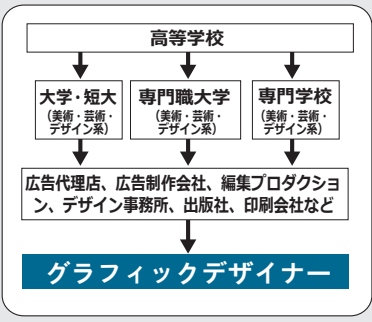 高等学校
大学・短大
(美術・芸術・
デザイン系)
専門職大学
(美術・芸術・
デザイン系)
専門学校
(美術・芸術・
デザイン系)
広告代理店、広告制作会社、編集プロダクショ
ン、デザイン事務所、出版社、印刷会社など
グラフィックデザイナー